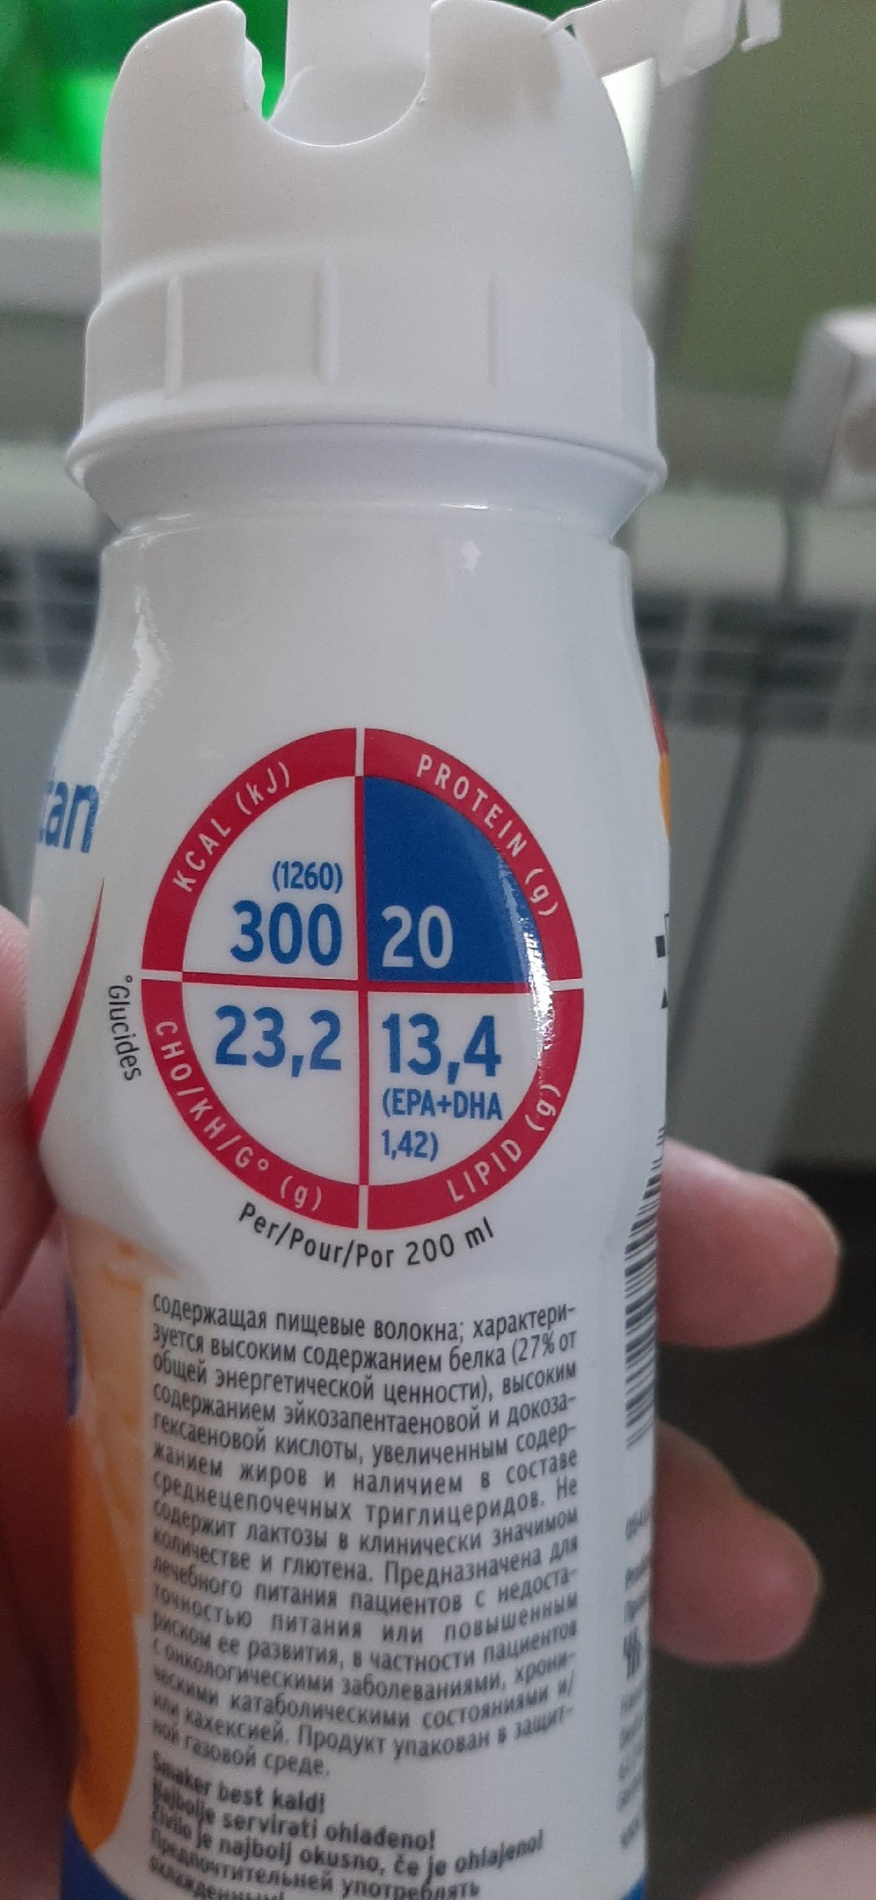 can
KCAL (kJ)
PROTEIN (g)
(1260)
300
20
23,2
13,4
(EPA+DHA
1,42)
°Glucides
CHO/KH/G° (g)
LIPID (g)
Per/Pour/Por 200 ml
содержащая пищевые волокна; характери-
зуется высоким содержанием белка (27% от
общей энергетической ценности), высоким
содержанием эйкозапентаеновой и докоза-
гексаеновой кислоты, увеличенным содер-
жанием жиров и наличием в составе
среднецепочечных триглицеридов. Не
содержит лактозы в клинически значимом
количестве и глютена. Предназначена для
лечебного питания пациентов с недоста-
точностью питания или повышенным
риском ее развития, в частности пациентов
с онкологическими заболеваниями, хрони-
ческими катаболическими состояниями и/
или кахексией. Продукт упакован в защит-
ной газовой среде.
Smaker best kald!
Najbolje servirati ohlađeno!
Živilo je najbolj okusno, če je ohlajeno!
Предпочтительней употреблять
охлажденным!